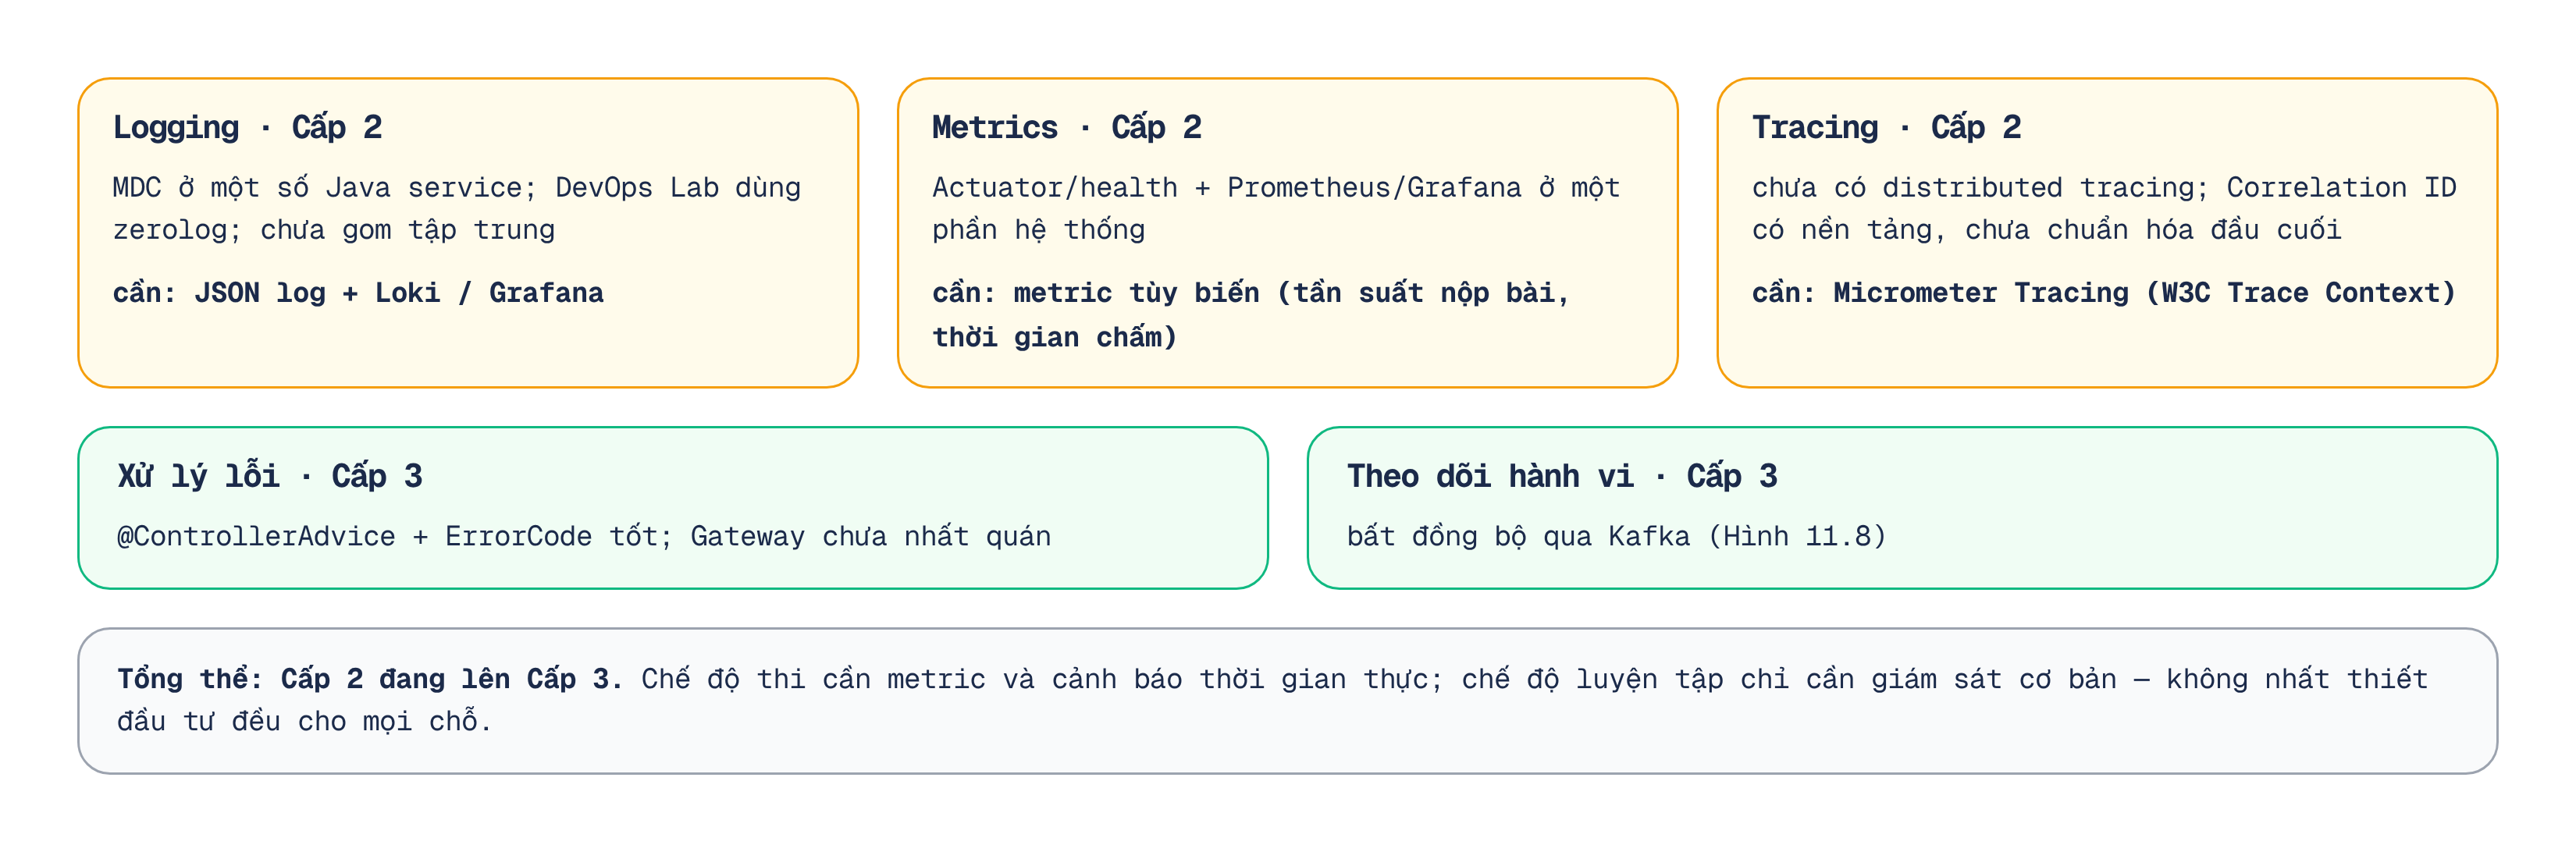 Logging · Cấp 2
MDC ở một số Java service; DevOps Lab dùng
zerolog; chưa gom tập trung
cần: JSON log + Loki / Grafana
Metrics · Cấp 2
Actuator/health + Prometheus/Grafana ở một
phần hệ thống
cần: metric tùy biến (tần suất nộp bài,
thời gian chấm)
Tracing · Cấp 2
chưa có distributed tracing; Correlation ID
có nền tảng, chưa chuẩn hóa đầu cuối
cần: Micrometer Tracing (W3C Trace Context)
Xử lý lỗi · Cấp 3
@ControllerAdvice + ErrorCode tốt; Gateway chưa nhất quán
Theo dõi hành vi · Cấp 3
bất đồng bộ qua Kafka (Hình 11.8)
Tổng thể: Cấp 2 đang lên Cấp 3. Chế độ thi cần metric và cảnh báo thời gian thực; chế độ luyện tập chỉ cần giám sát cơ bản — không nhất thiết
đầu tư đều cho mọi chỗ.